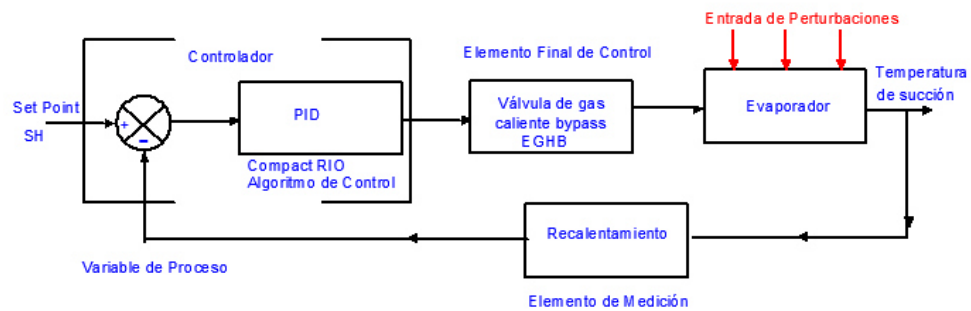 Entrada de Perturbaciones
Controlador
Elemento Final de Control
Temperatura
de succión
Set Point
SH
+
-
PID
Válvula de gas
caliente bypass
EGHB
Evaporador
Compact RIO
Algoritmo de Control
Recalentamiento
Variable de Proceso
Elemento de Medición